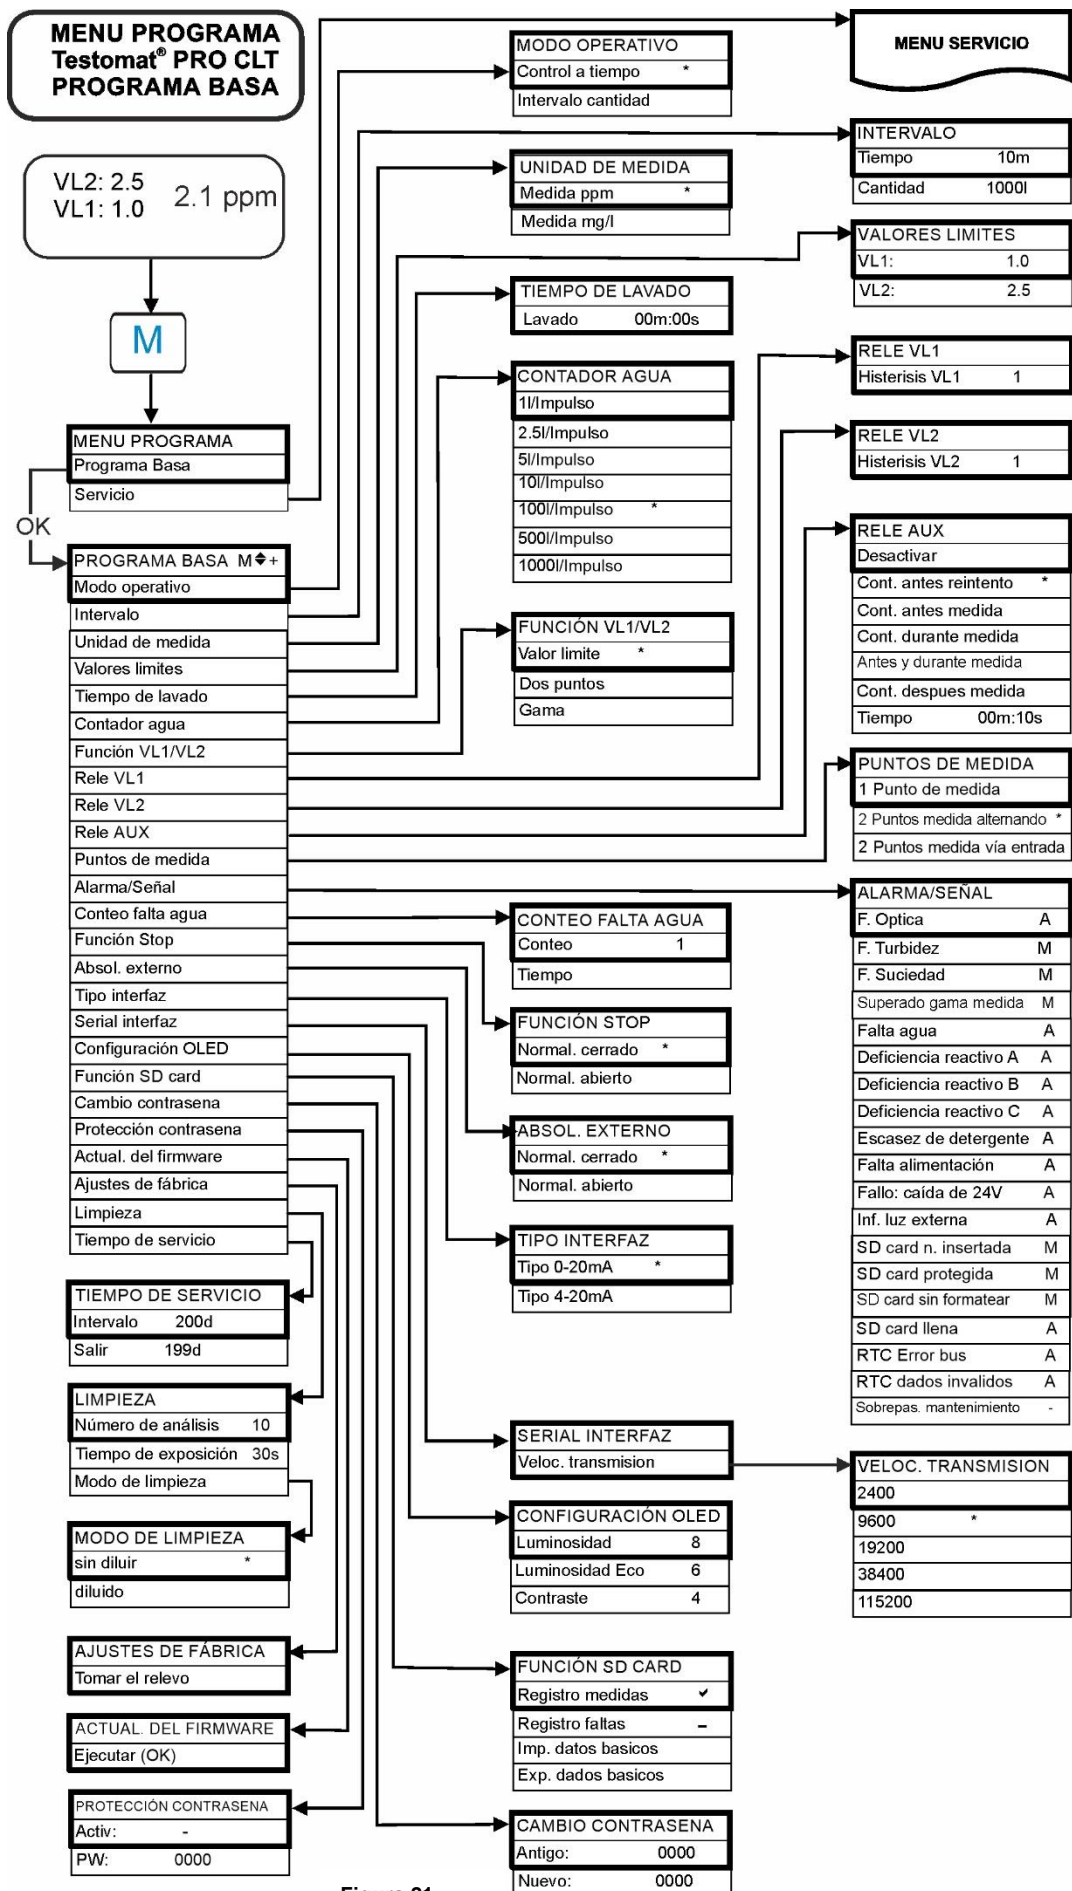 MENU PROGRAMA
Testomat® PRO CLT
PROGRAMA BASA
VL2: 2.5
VL1: 1.0
2.1 ppm
M
MENU PROGRAMA
Programa Basa
Servicio
OK
PROGRAMA BASA M +
Modo operativo
Intervalo
Unidad de medida
Valores limites
Tiempo de lavado
Contador agua
Función VL1/VL2
Rele VL1
Rele VL2
Rele AUX
Puntos de medida
Alarma/Señal
Conteo falta agua
Función Stop
Absol. externo
Tipo interfaz
Serial interfaz
Configuración OLED
Función SD card
Cambio contrasena
Protección contrasena
Actual. del firmware
Ajustes de fábrica
Limpieza
Tiempo de servicio
TIEMPO DE SERVICIO
Intervalo 200d
Salir 199d
LIMPIEZA
Número de análisis 10
Tiempo de exposición 30s
Modo de limpieza
MODO DE LIMPIEZA
sin diluir *
diluido
AJUSTES DE FÁBRICA
Tomar el relevo
ACTUAL. DEL FIRMWARE
Ejecutar (OK)
PROTECCIÓN CONTRASENA
Activ: -
PW: 0000
MODO OPERATIVO
Control a tiempo *
Intervalo cantidad
UNIDAD DE MEDIDA
Medida ppm *
Medida mg/l
TIEMPO DE LAVADO
Lavado 00m:00s
CONTADOR AGUA
1l/Impulso
2.5l/Impulso
5l/Impulso
10l/Impulso
100l/Impulso *
500l/Impulso
1000l/Impulso
FUNCIÓN VL1/VL2
Valor limite *
Dos puntos
Gama
CONTEO FALTA AGUA
Conteo 1
Tiempo
FUNCIÓN STOP
Normal. cerrado *
Normal. abierto
ABSOL. EXTERNO
Normal. cerrado *
Normal. abierto
TIPO INTERFAZ
Tipo 0-20mA *
Tipo 4-20mA
SERIAL INTERFAZ
Veloc. transmision
CONFIGURACIÓN OLED
Luminosidad 8
Luminosidad Eco 6
Contraste 4
FUNCIÓN SD CARD
Registro medidas ✔
Registro faltas -
Imp. datos basicos
Exp. dados basicos
CAMBIO CONTRASENA
Antigo: 0000
Nuevo: 0000
MENU SERVICIO
INTERVALO
Tiempo 10m
Cantidad 1000l
VALORES LIMITES
VL1: 1.0
VL2: 2.5
RELE VL1
Histerisis VL1 1
RELE VL2
Histerisis VL2 1
RELE AUX
Desactivar
Cont. antes reintento *
Cont. antes medida
Cont. durante medida
Antes y durante medida
Cont. despues medida
Tiempo 00m:10s
PUNTOS DE MEDIDA
1 Punto de medida
2 Puntos medida alternando *
2 Puntos medida vía entrada
ALARMA/SEÑAL
F. Optica A
F. Turbidez M
F. Suciedad M
Superado gama medida M
Falta agua A
Deficiencia reactivo A A
Deficiencia reactivo B A
Deficiencia reactivo C A
Escasez de detergente A
Falta alimentación A
Fallo: caída de 24V A
Inf. luz externa A
SD card n. insertada M
SD card protegida M
SD card sin formatear M
SD card llena A
RTC Error bus A
RTC dados invalidos A
Sobrepas. mantenimiento -
VELOC. TRANSMISION
2400
9600 *
19200
38400
115200